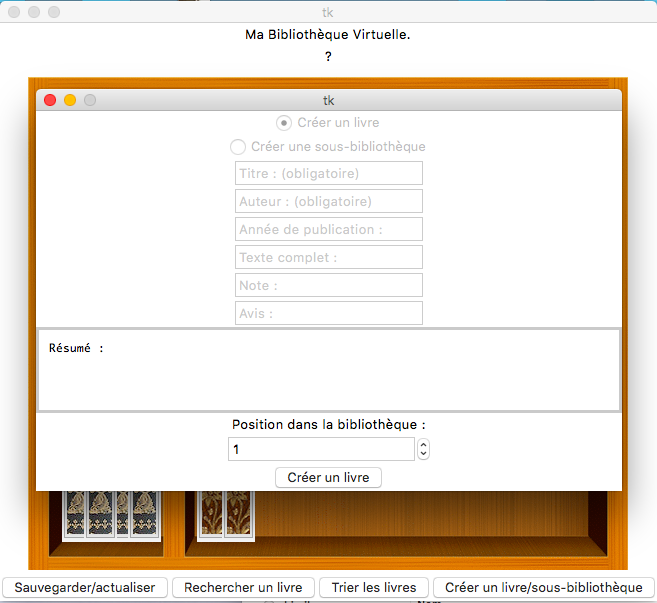 tk
Ma Bibliothèque Virtuelle.
?
tk
Créer un livre
Créer une sous-bibliothèque
Titre : (obligatoire)
Auteur : (obligatoire)
Année de publication :
Texte complet :
Note :
Avis :
Résumé :
Position dans la bibliothèque :
1
Créer un livre
Sauvegarder/actualiser
Rechercher un livre
Trier les livres
Créer un livre/sous-bibliothèque